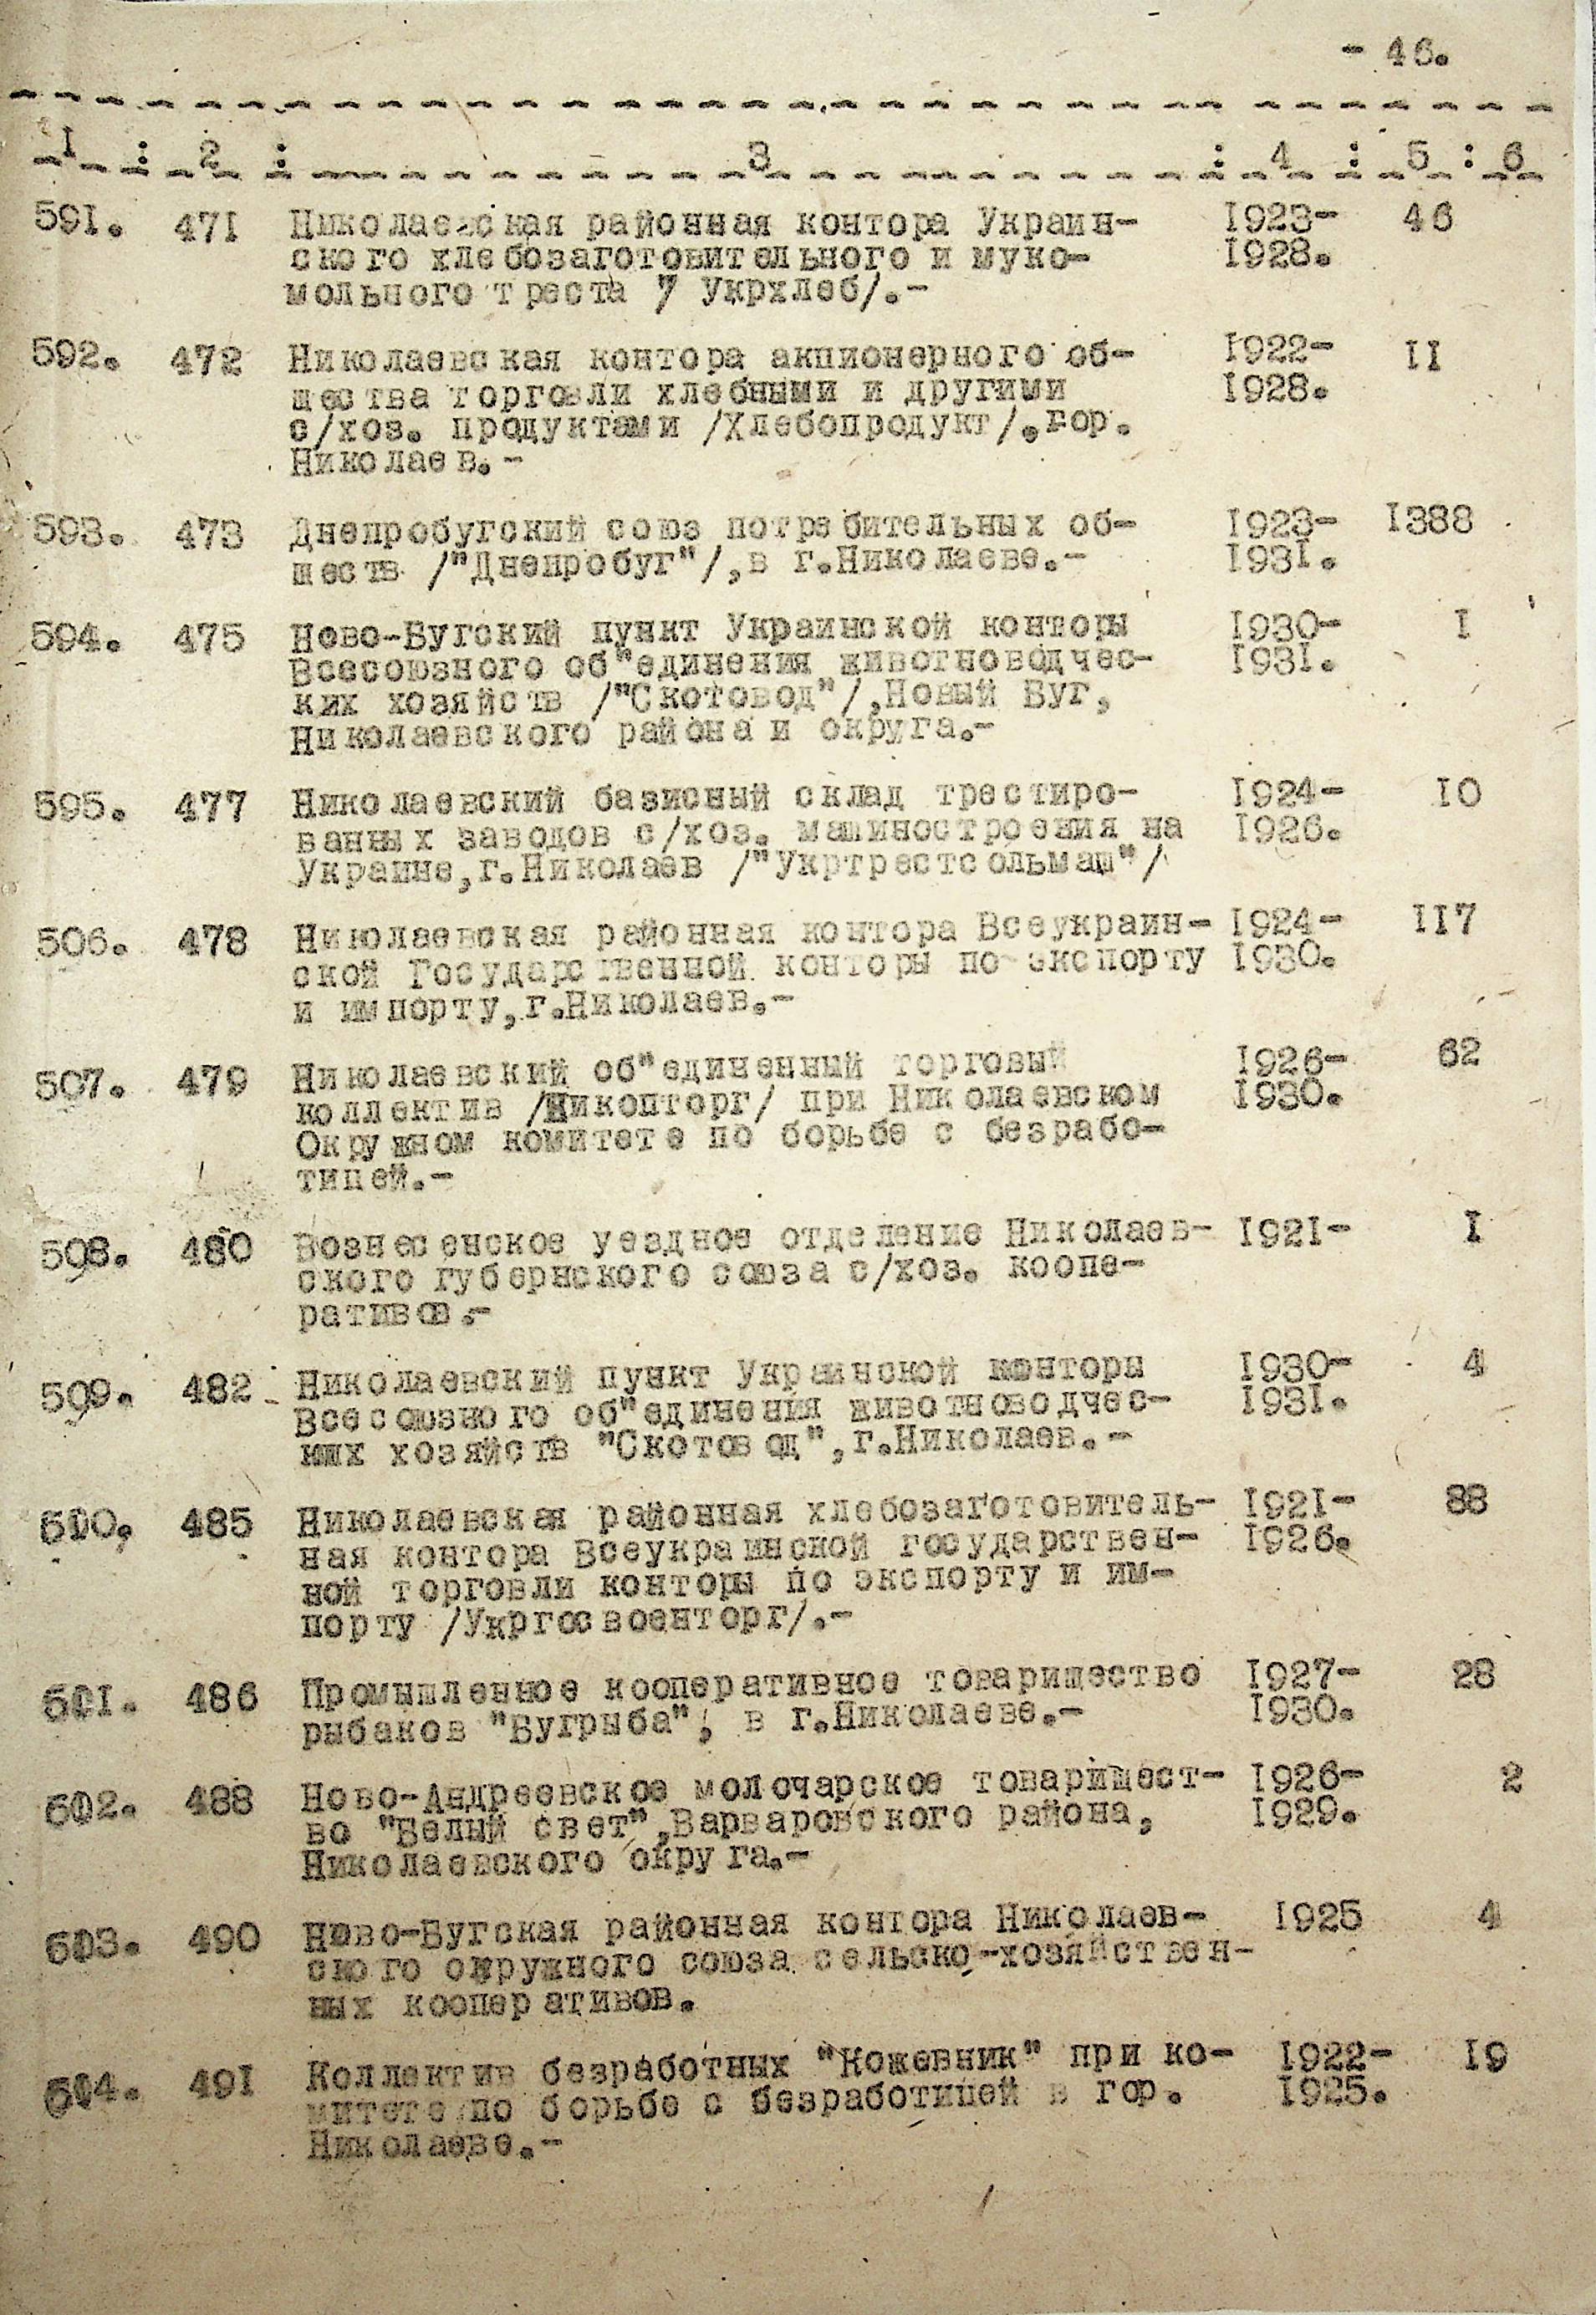 - 46.
1 : 2 : 3 : 4 : 5 : 6
591. 471 Николаевская районная контора Украин- 1923- 46
ского хлебозаготовительного и муко- 1928.
мольного треста / Укрхлеб/.-
592. 472 Николаевская контора акционерного об- 1922- 11
щества торговли хлебными и другими 1928.
с/хоз. продуктами /Хлебопродукт/.гор.
Николаев.-
593. 473 Днепробугский союз потребительных об- 1923- 1388
ществ /"Днепробуг"/,в г.Николаеве.- 1931.
594. 475 Ново-Бугский пункт Украинской конторы 1930- 1
Всесоюзного об"единения животноводчес- 1931.
ких хозяйств /"Скотовод"/,Новый Буг,
Николаевского района и округа.-
595. 477 Николаевский базисный склад трестиро- 1924- 10
ванных заводов с/хоз. машиностроения на 1926.
Украине,г.Николаев /"Укртрестсольмаш"/
506. 478 Николаевская районная контора Всеукраин- 1924- 117
ской Государственной конторы по экспорту 1930.
и импорту,г.Николаев.-
507. 479 Николаевский об"единенный торговый 1926- 62
коллектив /Никопторг/ при Николаевском 1930.
Окружном комитете по борьбе с безрабо-
тицей.-
508. 480 Вознесенское уездное отделение Николаев- 1921- 1
ского губернского союза с/хоз. коопе-
ративов.-
509. 482 Николаевский пункт Украинской конторы 1930- 4
Всесоюзного об"единения животноводчес- 1931.
ких хозяйств "Скотовод",г.Николаев.-
485 Николаевская районная хлебозаготовитель- 1921- 88
ная контора Всеукраинской государствен- 1926.
ной торговли конторы по экспорту и им-
порту /Укргосвоенторг/.-
486 Промышленное кооперативное товарищество 1927- 28
рыбаков "Бугрыба", в г.Николаеве.- 1930.
488 Ново-Андреевское молочарское товарищест- 1926- 2
во "Белый свет",Варваровского района, 1929.
Николаевского округа.-
490 Ново-Бугская районная контора Николаев- 1925 4
ского окружного союза сельско-хозяйствен-
ных кооперативов.
491 Коллектив безработных "Кожевник" при ко- 1922- 19
митете по борьбе с безработицей в гор. 1925.
Николаеве.-